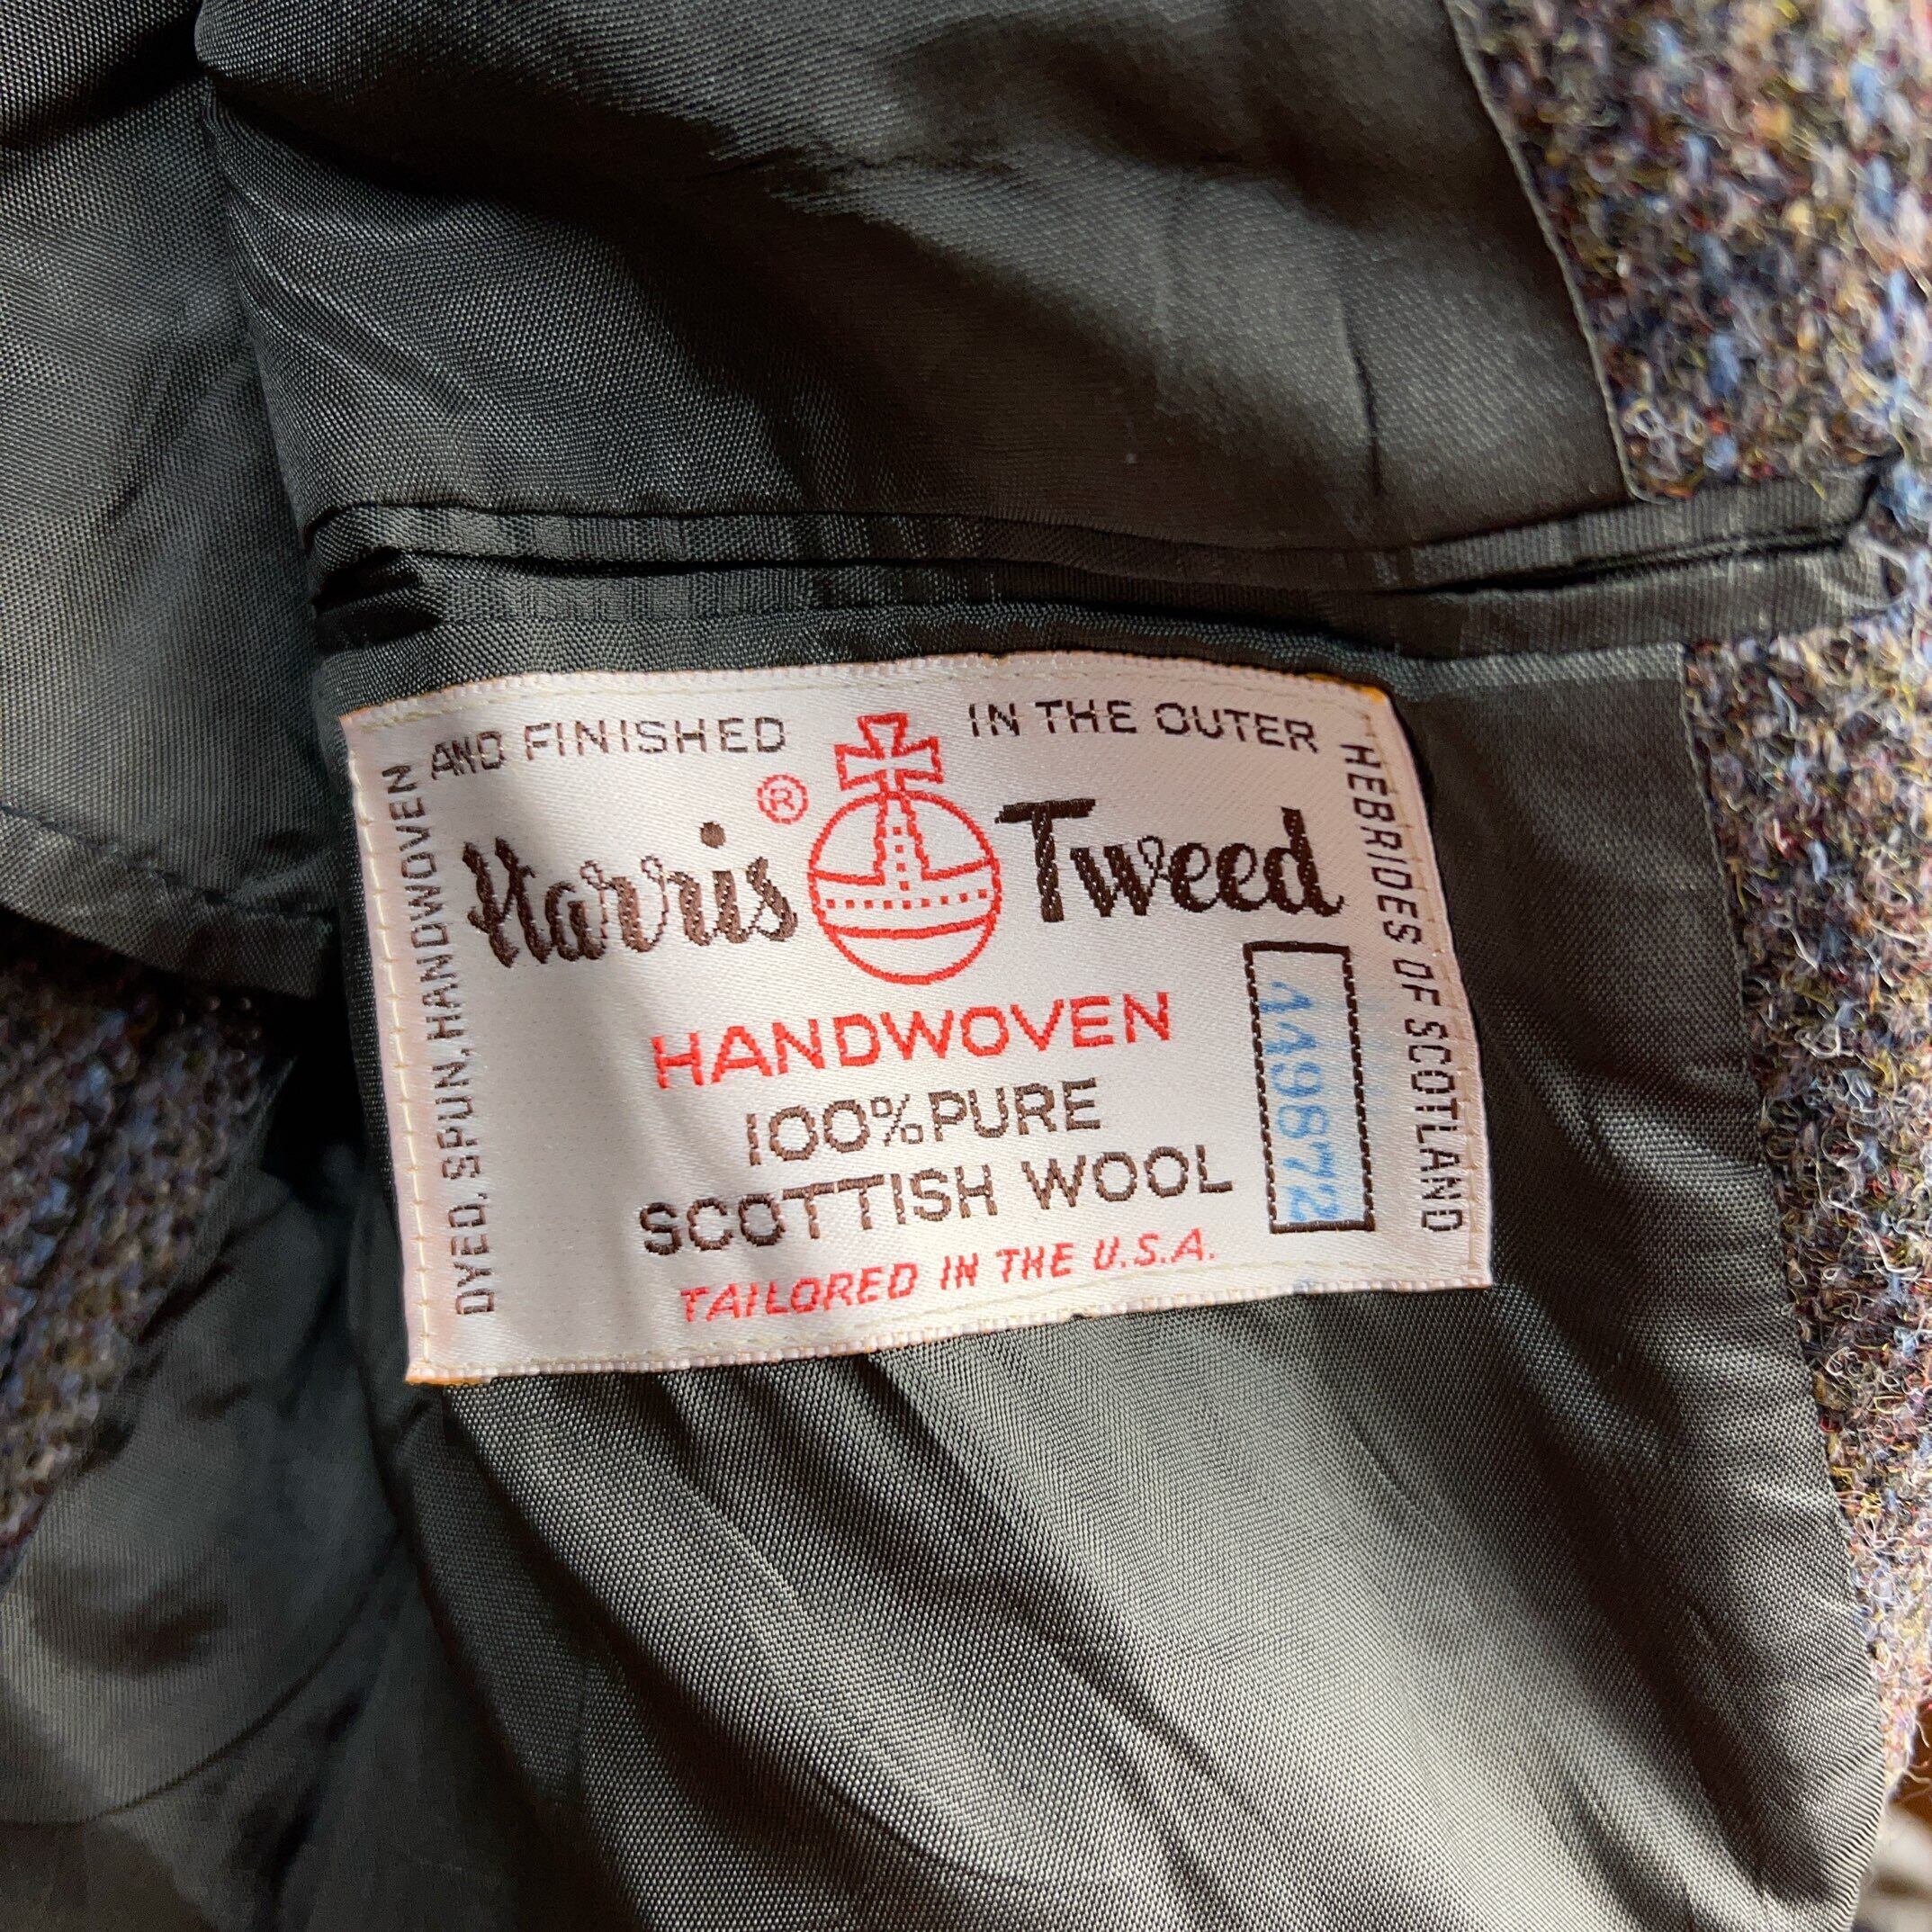 DYED, SPUN, HANDWOVEN
AND FINISHED
IN THE OUTER
HEBRIDES OF SCOTLAND
®
Harris Tweed
HANDWOVEN
100% PURE
SCOTTISH WOOL
TAILORED IN THE U.S.A.
449872